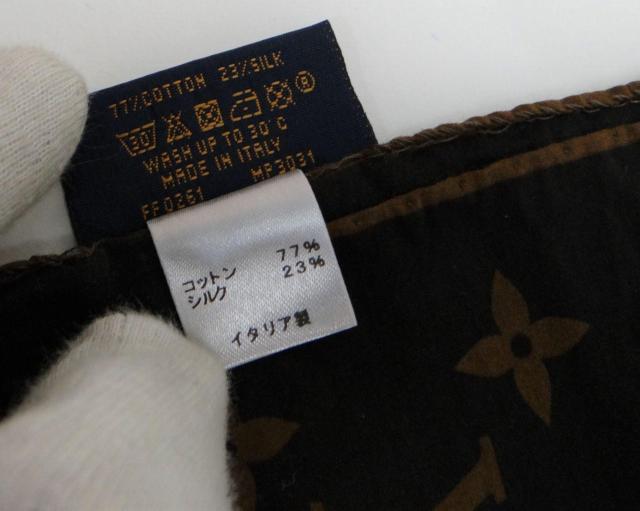 77%COTTON 23%SILK
30
WASH UP TO 30°C
MADE IN ITALY
FF0261 MP3031
コットン 77%
シルク 23%
イタリア製